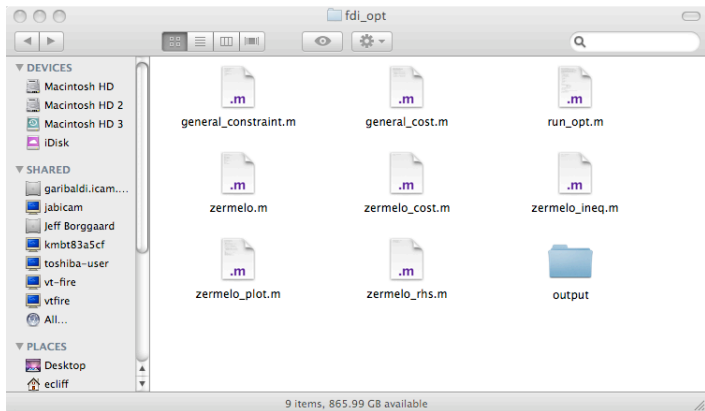 fdi_opt
DEVICES
Macintosh HD
Macintosh HD 2
Macintosh HD 3
iDisk
SHARED
garibaldi.icam....
jabicam
Jeff Borggaard
kmbt83a5cf
toshiba-user
vt-fire
vtfire
All...
PLACES
Desktop
ecliff
.m .m .m
general_constraint.m general_cost.m run_opt.m
.m .m .m
zermelo.m zermelo_cost.m zermelo_ineq.m
.m .m
zermelo_plot.m zermelo_rhs.m output
9 items, 865.99 GB available